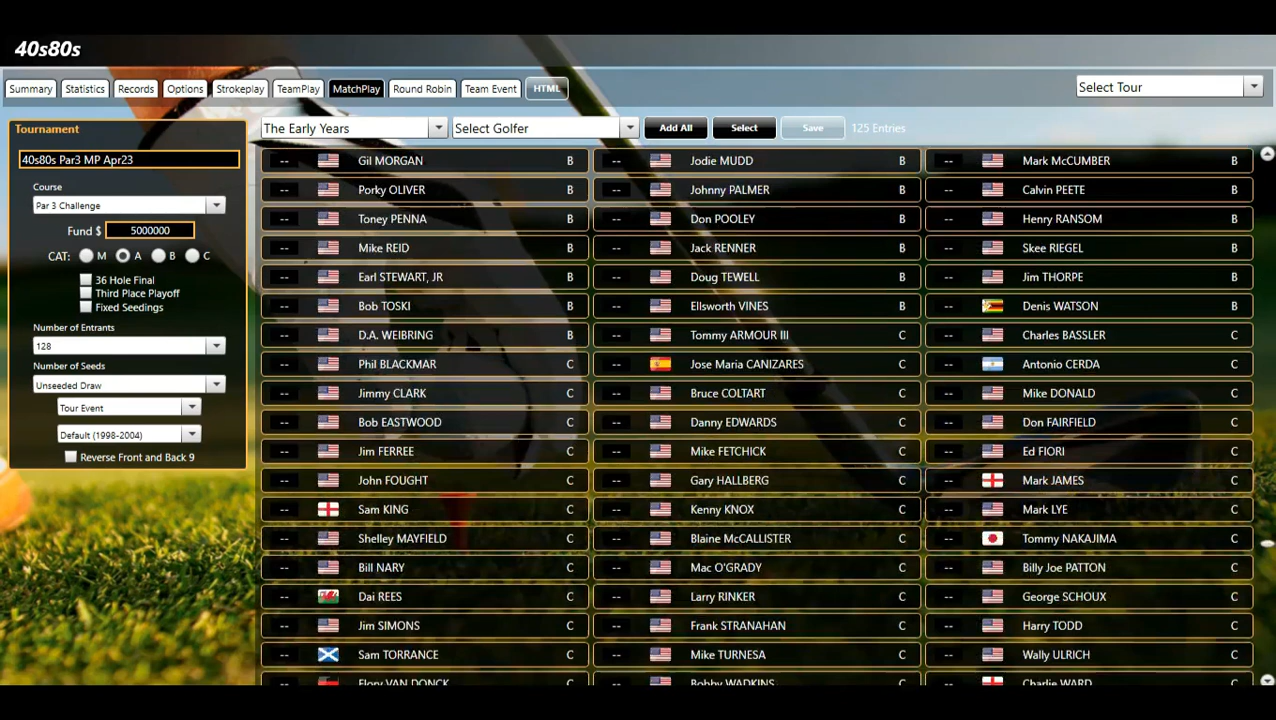 40s80s
Summary Statistics Records Options Strokeplay TeamPlay MatchPlay Round Robin Team Event HTML Select Tour
Tournament
40s80s Par3 MP Apr23
Course
Par 3 Challenge
Fund $ 5000000
CAT: M A B C
36 Hole Final
Third Place Playoff
Fixed Seedings
Number of Entrants
128
Number of Seeds
Unseeded Draw
Tour Event
Default (1998-2004)
Reverse Front and Back 9
The Early Years Select Golfer Add All Select Save 125 Entries
-- Gil MORGAN B -- Jodie MUDD B -- Mark McCUMBER B
-- Porky OLIVER B -- Johnny PALMER B -- Calvin PEETE B
-- Toney PENNA B -- Don POOLEY B -- Henry RANSOM B
-- Mike REID B -- Jack RENNER B -- Skee RIEGEL B
-- Earl STEWART, JR B -- Doug TEWELL B -- Jim THORPE B
-- Bob TOSKI B -- Ellsworth VINES B -- Denis WATSON B
-- D.A. WEIBRING B -- Tommy ARMOUR III C -- Charles BASSLER C
-- Phil BLACKMAR C -- Jose Maria CANIZARES C -- Antonio CERDA C
-- Jimmy CLARK C -- Bruce COLTART C -- Mike DONALD C
-- Bob EASTWOOD C -- Danny EDWARDS C -- Don FAIRFIELD C
-- Jim FERREE C -- Mike FETCHICK C -- Ed FIORI C
-- John FOUGHT C -- Gary HALLBERG C -- Mark JAMES C
-- Sam KING C -- Kenny KNOX C -- Mark LYE C
-- Shelley MAYFIELD C -- Blaine McCALLISTER C -- Tommy NAKAJIMA C
-- Bill NARY C -- Mac O'GRADY C -- Billy Joe PATTON C
-- Dai REES C -- Larry RINKER C -- George SCHOUX C
-- Jim SIMONS C -- Frank STRANAHAN C -- Harry TODD C
-- Sam TORRANCE C -- Mike TURNESA C -- Wally ULRICH C
-- Flory VAN DONCK C -- Bobby WADKINS C -- Charlie WARD C